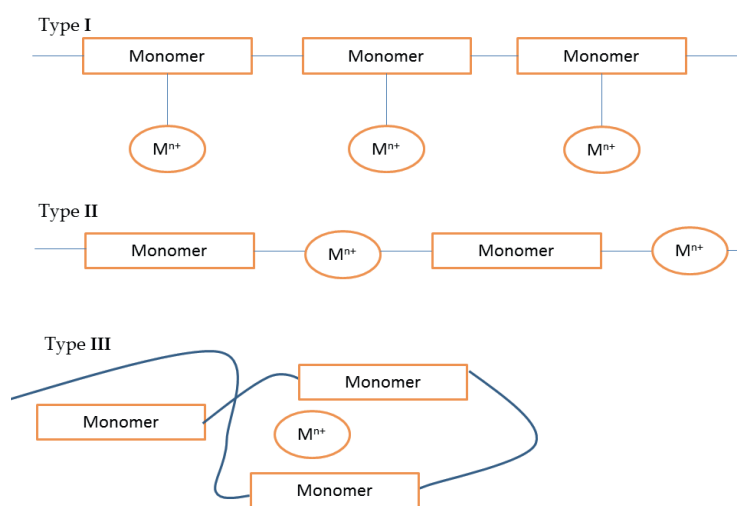 Type I
Monomer Monomer Monomer
Mⁿ⁺ Mⁿ⁺ Mⁿ⁺
Type II
Monomer Mⁿ⁺ Monomer Mⁿ⁺
Type III
Monomer
Monomer
Mⁿ⁺
Monomer